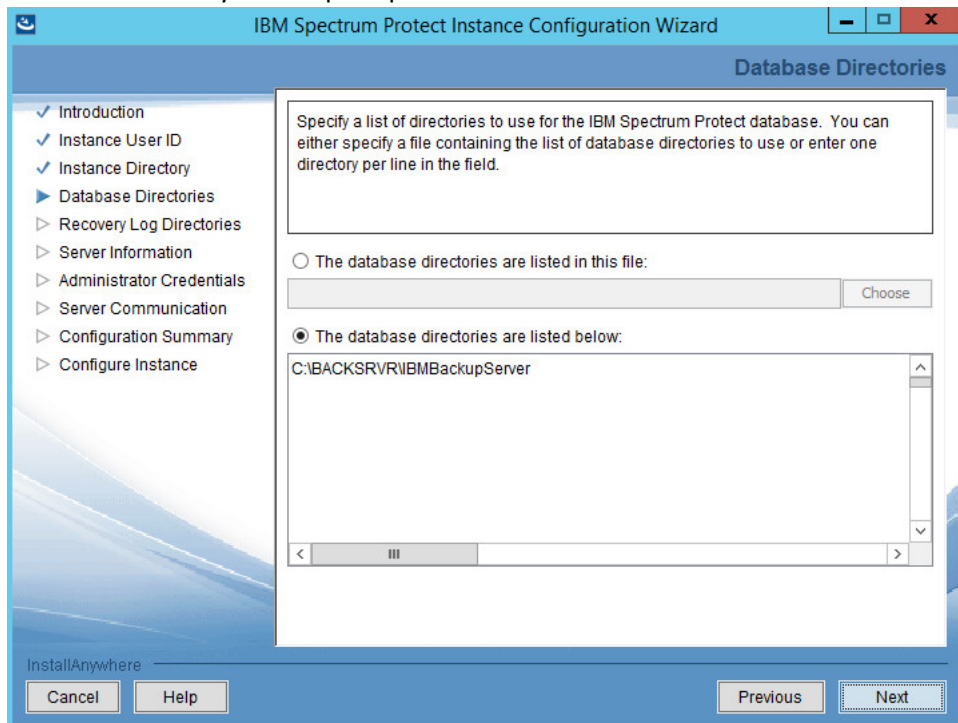 IBM Spectrum Protect Instance Configuration Wizard
Database Directories
Introduction
Instance User ID
Instance Directory
Database Directories
Recovery Log Directories
Server Information
Administrator Credentials
Server Communication
Configuration Summary
Configure Instance
Specify a list of directories to use for the IBM Spectrum Protect database. You can
either specify a file containing the list of database directories to use or enter one
directory per line in the field.
The database directories are listed in this file:
Choose
The database directories are listed below:
C:\BACKSRVR\IBMBackupServer
InstallAnywhere
Cancel
Help
Previous
Next